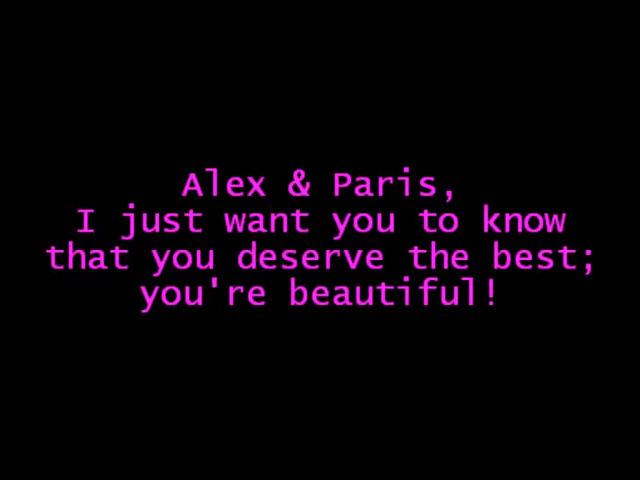 Alex & Paris,
I just want you to know
that you deserve the best;
you're beautiful!